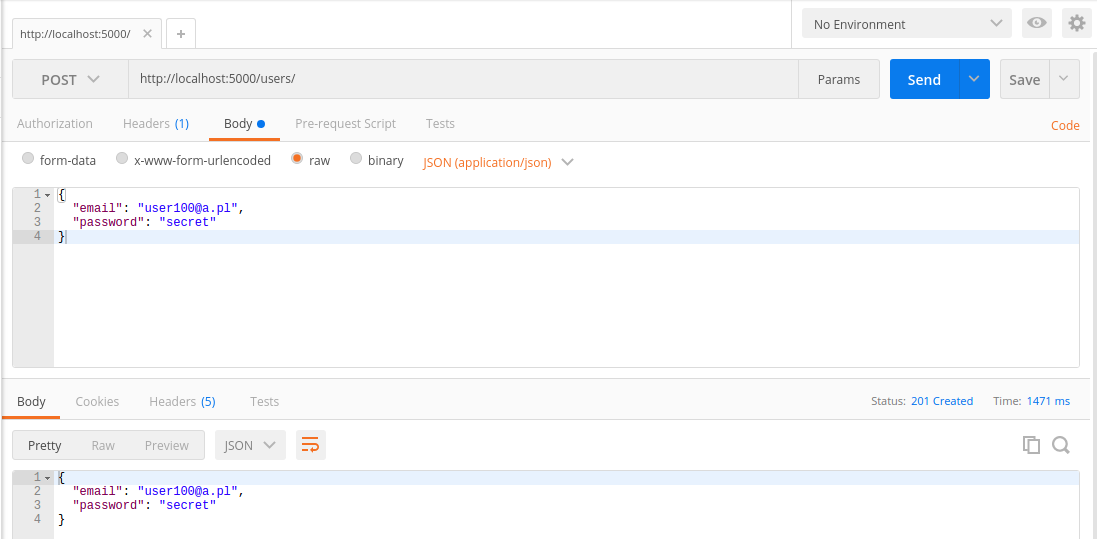 http://localhost:5000/ × +
No Environment
POST http://localhost:5000/users/ Params Send Save
Authorization Headers (1) Body Pre-request Script Tests Code
form-data x-www-form-urlencoded raw binary JSON (application/json)
1 {
2 "email": "user100@a.pl",
3 "password": "secret"
4 }
Body Cookies Headers (5) Tests Status: 201 Created Time: 1471 ms
Pretty Raw Preview JSON
1 {
2 "email": "user100@a.pl",
3 "password": "secret"
4 }